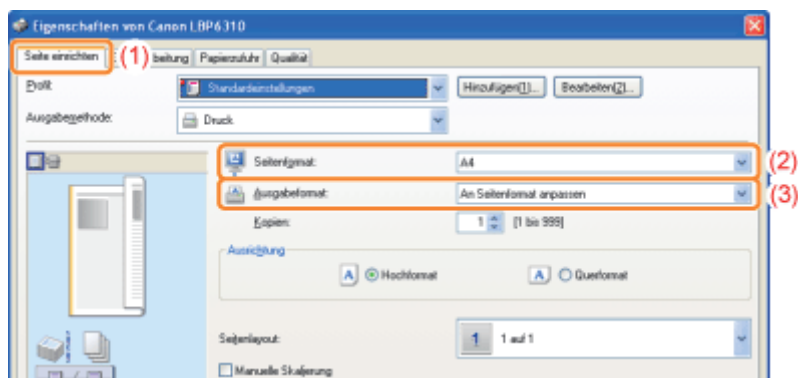 Eigenschaften von Canon LBP6310
Seite einrichten (1) beitung Papierzufuhr Qualität
Profil: Standardeinstellungen Hinzufügen[1]... Bearbeiten[2]...
Ausgabemethode: Druck
Seitenformat: A4 (2)
Ausgabeformat: An Seitenformat anpassen (3)
Kopien: 1 [1 bis 999]
Ausrichtung
A Hochformat A Querformat
Seitenlayout: 1 1 auf 1
Manuelle Skalierung